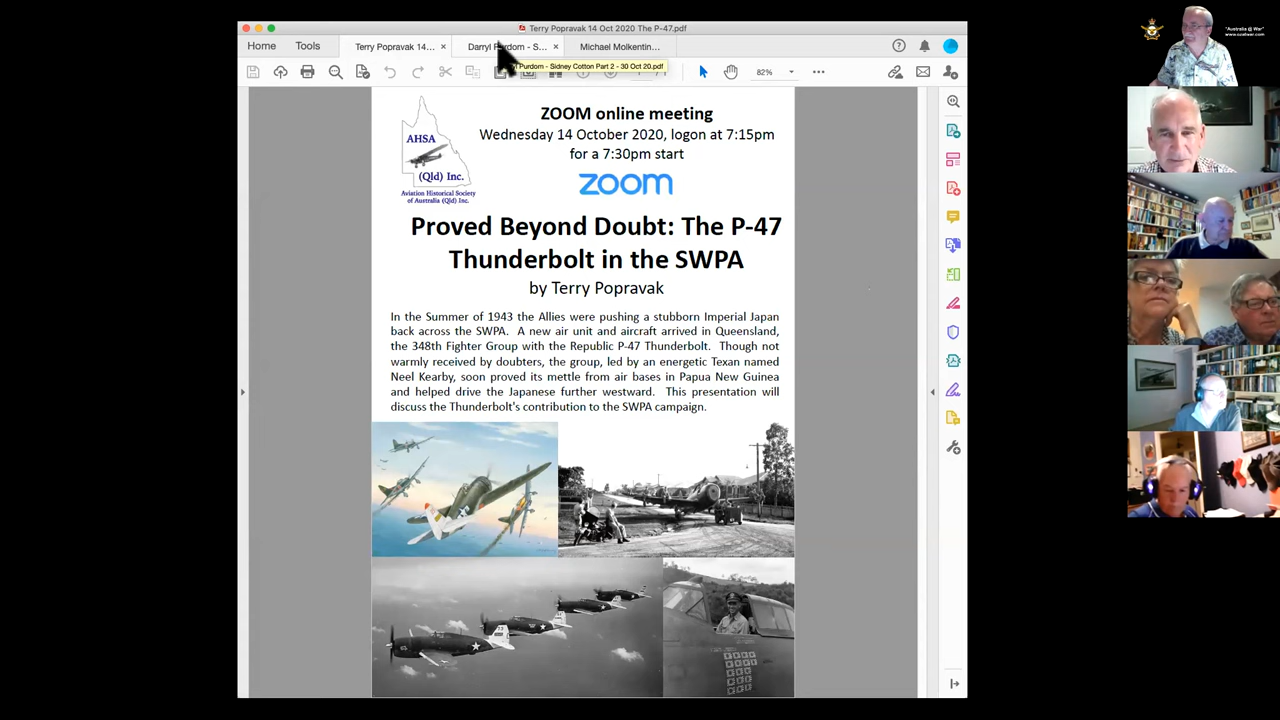 Terry Popravak 14 Oct 2020 The P-47.pdf
Home
Tools
Terry Popravak 14...
Darryl Purdom - S...
Michael Molkentin...
Purdom - Sidney Cotton Part 2 - 30 Oct 20.pdf
82%
AHSA
(Qld) Inc.
Aviation Historical Society
of Australia (Qld) Inc.
ZOOM online meeting
Wednesday 14 October 2020, logon at 7:15pm
for a 7:30pm start
zoom
Proved Beyond Doubt: The P-47
Thunderbolt in the SWPA
by Terry Popravak
In the Summer of 1943 the Allies were pushing a stubborn Imperial Japan
back across the SWPA. A new air unit and aircraft arrived in Queensland,
the 348th Fighter Group with the Republic P-47 Thunderbolt. Though not
warmly received by doubters, the group, led by an energetic Texan named
Neel Kearby, soon proved its mettle from air bases in Papua New Guinea
and helped drive the Japanese further westward. This presentation will
discuss the Thunderbolt's contribution to the SWPA campaign.
"Australia @ War"
www.ozatwar.com